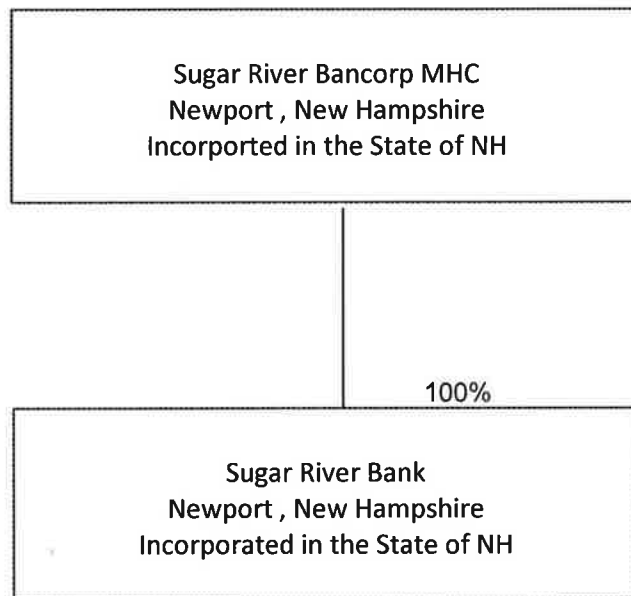 Sugar River Bancorp MHC
Newport , New Hampshire
Incorported in the State of NH
100%
Sugar River Bank
Newport , New Hampshire
Incorporated in the State of NH